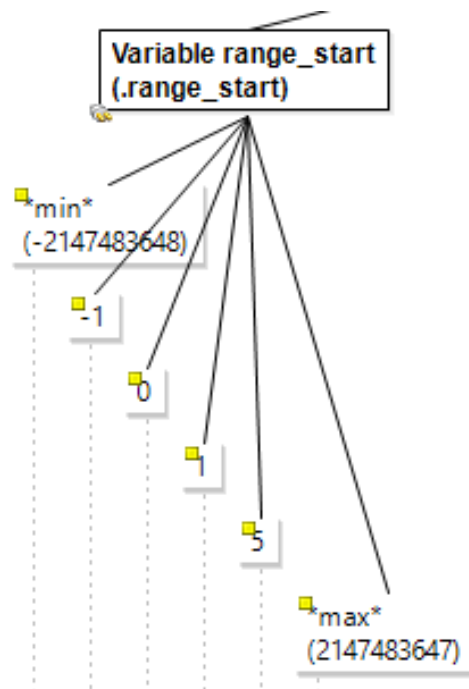 Variable range_start
(.range_start)
*min*
(-2147483648)
-1
0
1
5
*max*
(2147483647)